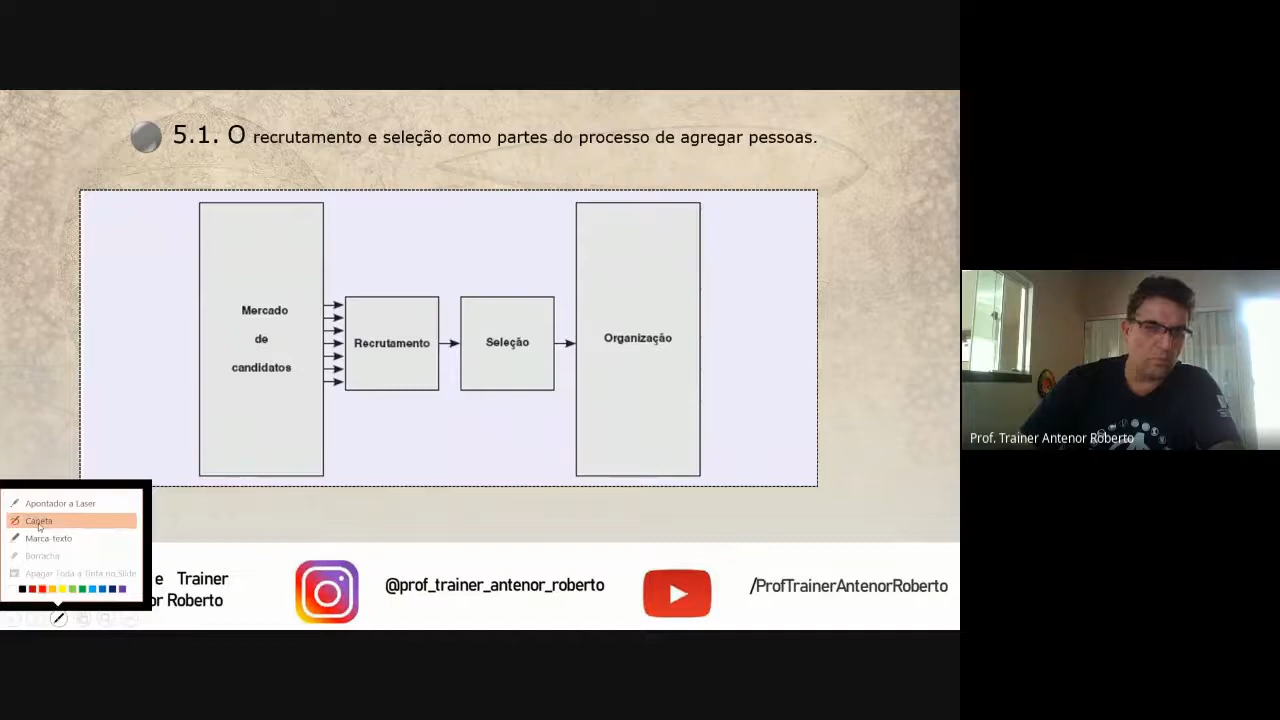 5.1. O recrutamento e seleção como partes do processo de agregar pessoas.
Mercado
de
candidatos
Recrutamento
Seleção
Organização
Prof. Trainer Antenor Roberto
Apontador a Laser
Caneta
Marca-texto
Borracha
Apagar Toda a Tinta no Slide
e Trainer
or Roberto
@prof_trainer_antenor_roberto
/ProfTrainerAntenorRoberto